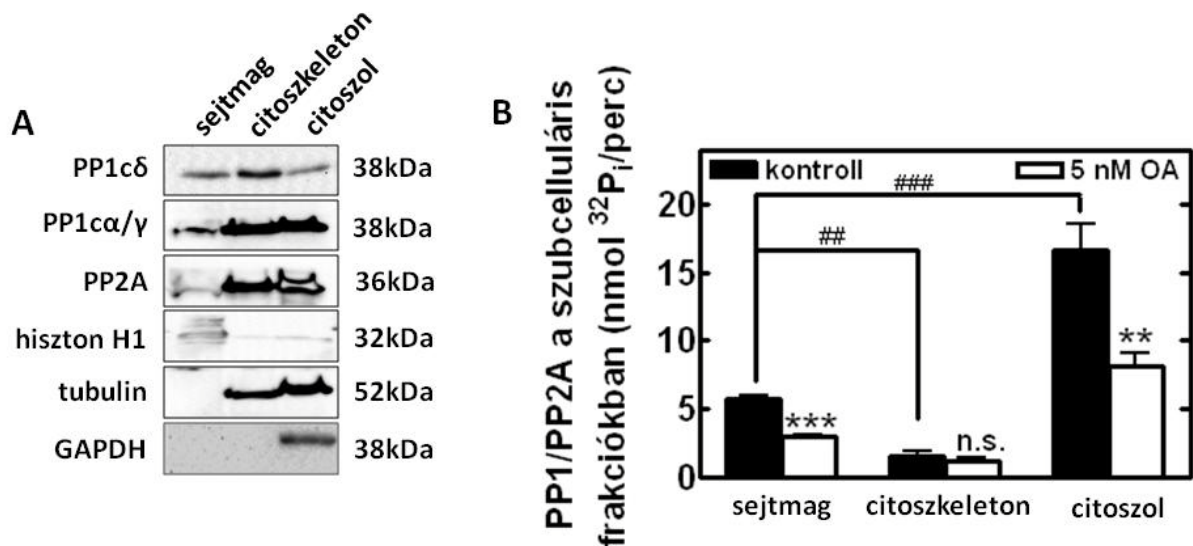 A
sejtmag
citoszkeleton
citoszol
PP1cδ
38kDa
PP1cα/γ
38kDa
PP2A
36kDa
hiszton H1
32kDa
tubulin
52kDa
GAPDH
38kDa
B
PP1/PP2A a szubcelluláris
frakciókban (nmol ³²Pᵢ/perc)
kontroll
5 nM OA
###
##
20
15
10
5
0
***
n.s.
**
sejtmag
citoszkeleton
citoszol